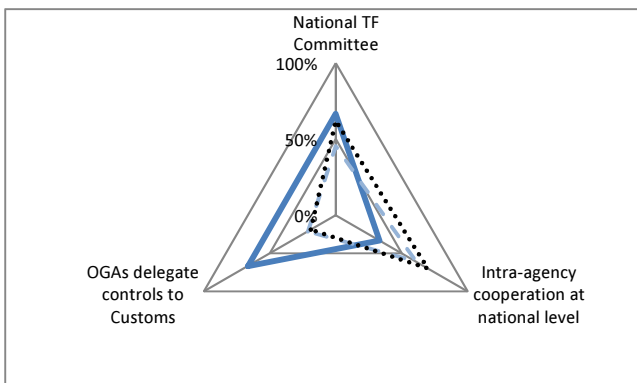 National TF
Committee
100%
50%
0%
OGAs delegate
controls to
Customs
Intra-agency
cooperation at
national level